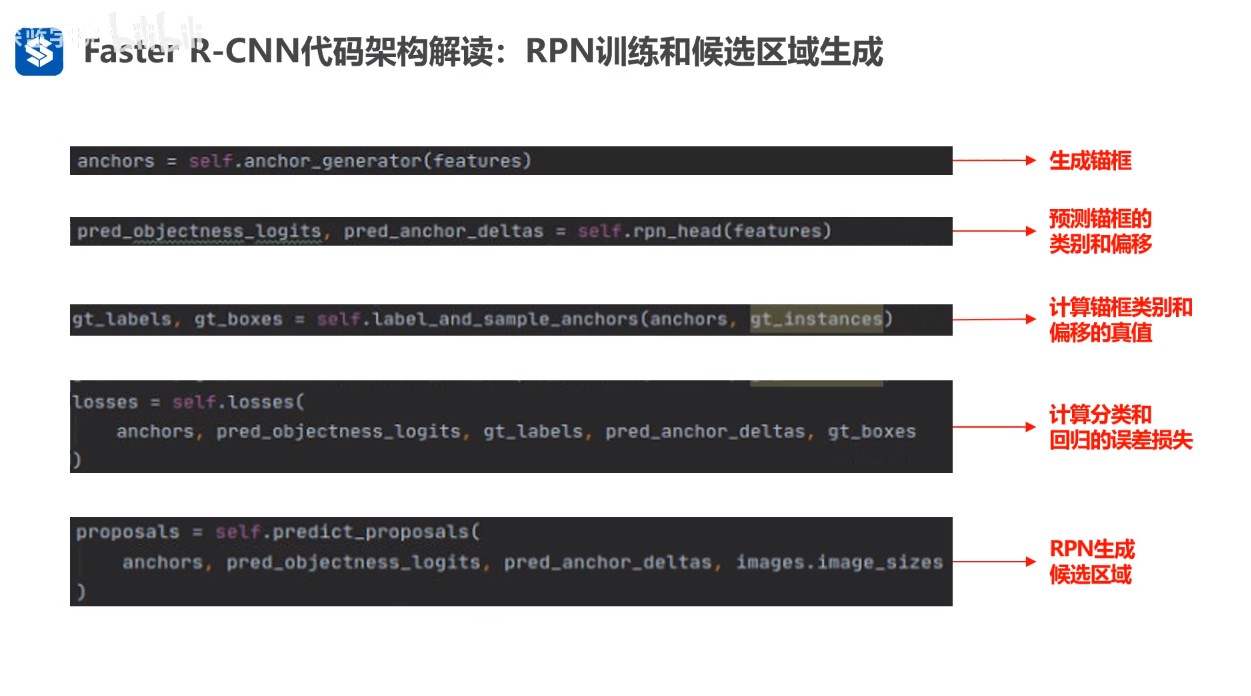 bilibili
Faster R-CNN代码架构解读：RPN训练和候选区域生成
anchors = self.anchor_generator(features)
生成锚框
pred_objectness_logits, pred_anchor_deltas = self.rpn_head(features)
预测锚框的
类别和偏移
gt_labels, gt_boxes = self.label_and_sample_anchors(anchors, gt_instances)
计算锚框类别和
偏移的真值
losses = self.losses(
anchors, pred_objectness_logits, gt_labels, pred_anchor_deltas, gt_boxes
)
计算分类和
回归的误差损失
proposals = self.predict_proposals(
anchors, pred_objectness_logits, pred_anchor_deltas, images.image_sizes
)
RPN生成
候选区域